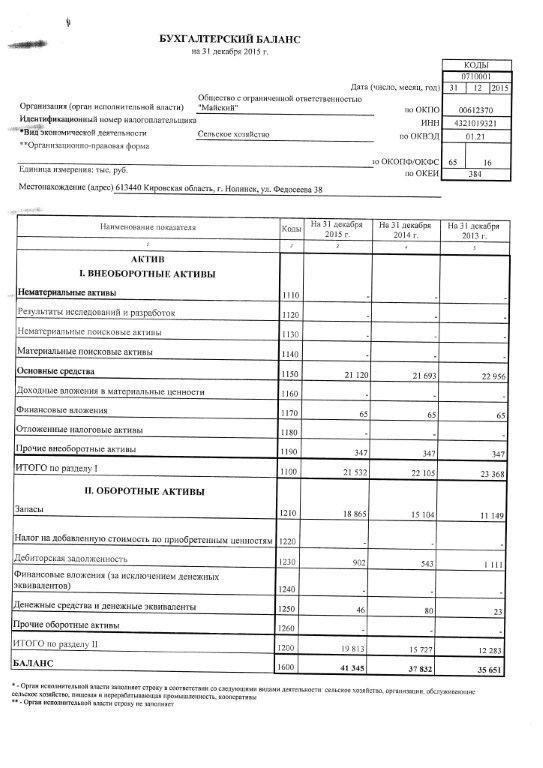 БУХГАЛТЕРСКИЙ БАЛАНС
на 31 декабря 2015 г.
КОДЫ
0710001
Дата (число, месяц, год) 31 12 2015
Общество с ограниченной ответственностью
Организация (орган исполнительной власти) "Майский" по ОКПО 00612370
Идентификационный номер налогоплательщика ИНН 4321019321
*Вид экономической деятельности Сельское хозяйство по ОКВЭД 01.21
**Организационно-правовая форма
по ОКОПФ/ОКФС 65 16
Единица измерения: тыс. руб. по ОКЕИ 384
Местонахождение (адрес) 613440 Кировская область, г. Нолинск, ул. Федосеева 38
Наименование показателя Коды На 31 декабря 2015 г. На 31 декабря 2014 г. На 31 декабря 2013 г.
1 2 3 4 5
АКТИВ
I. ВНЕОБОРОТНЫЕ АКТИВЫ
Нематериальные активы 1110 - - -
Результаты исследований и разработок 1120 - - -
Нематериальные поисковые активы 1130 - - -
Материальные поисковые активы 1140 - - -
Основные средства 1150 21 120 21 693 22 956
Доходные вложения в материальные ценности 1160 - - -
Финансовые вложения 1170 65 65 65
Отложенные налоговые активы 1180 - - -
Прочие внеоборотные активы 1190 347 347 347
ИТОГО по разделу I 1100 21 532 22 105 23 368
II. ОБОРОТНЫЕ АКТИВЫ
Запасы 1210 18 865 15 104 11 149
Налог на добавленную стоимость по приобретенным ценностям 1220 - - -
Дебиторская задолженность 1230 902 543 1 111
Финансовые вложения (за исключением денежных
эквивалентов) 1240 - - -
Денежные средства и денежные эквиваленты 1250 46 80 23
Прочие оборотные активы 1260 - - -
ИТОГО по разделу II 1200 19 813 15 727 12 283
БАЛАНС 1600 41 345 37 832 35 651
* - Орган исполнительной власти заполняет строку в соответствии со следующими видами деятельности: сельское хозяйство, организации, обслуживающие
сельское хозяйство, пищевая и перерабатывающая промышленность, кооперативы
** - Орган исполнительной власти строку не заполняет